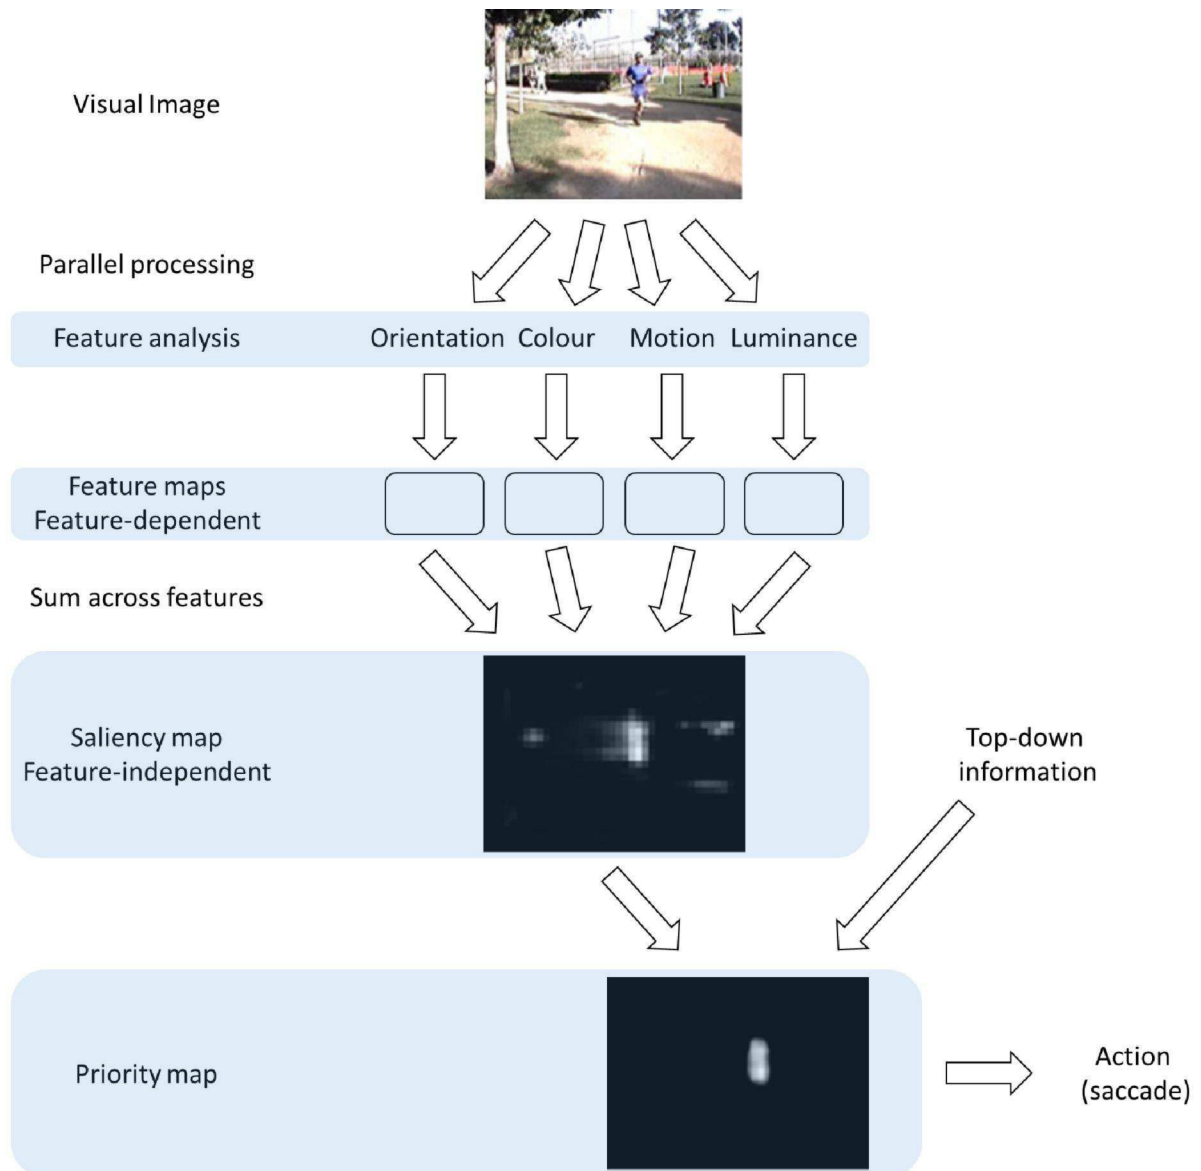 Visual Image
Parallel processing
Feature analysis
Orientation Colour Motion Luminance
Feature maps
Feature-dependent
Sum across features
Saliency map
Feature-independent
Top-down
information
Priority map
Action
(saccade)